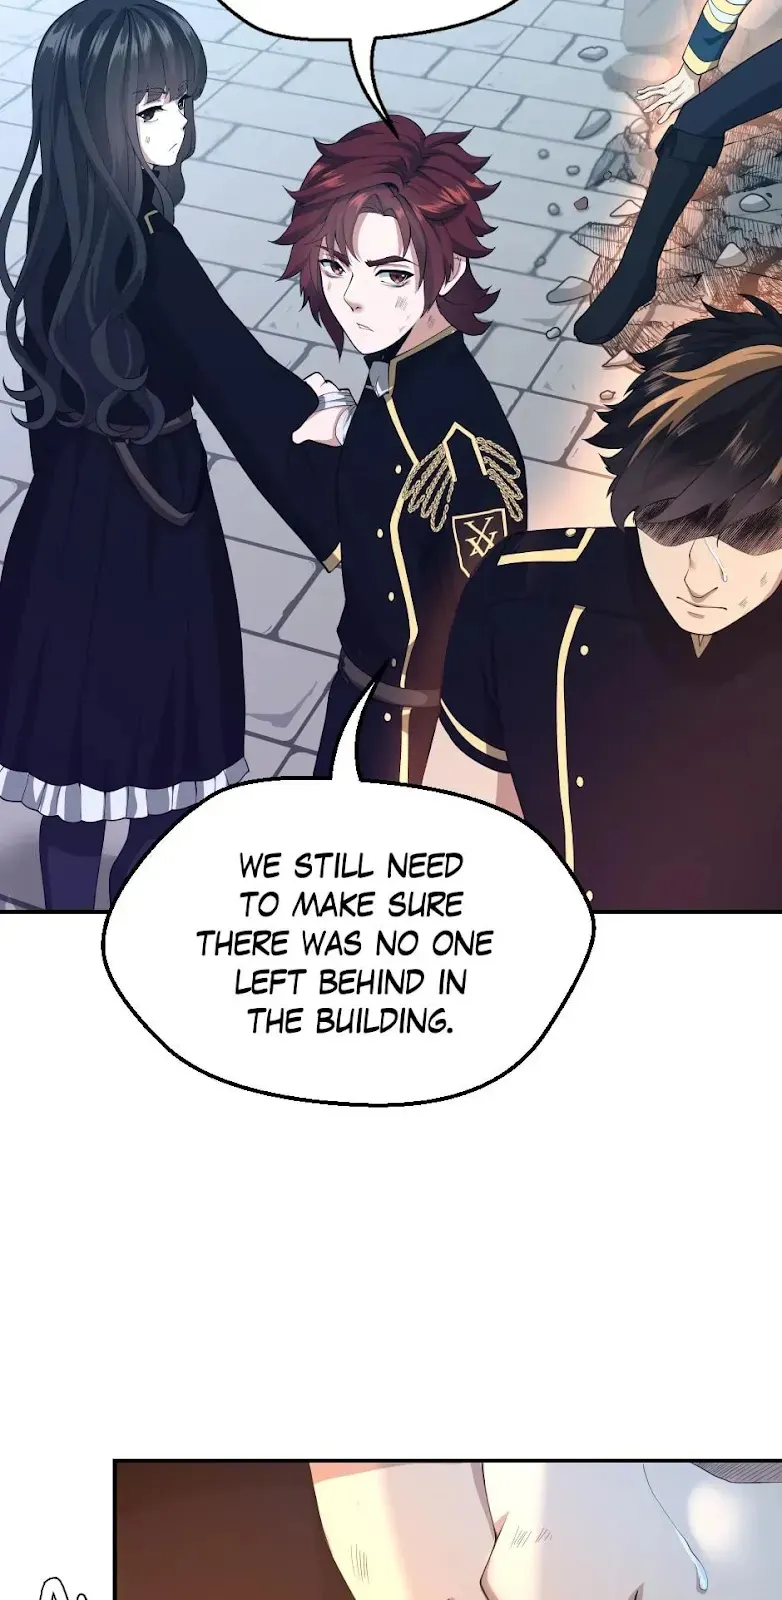 WE STILL NEED
TO MAKE SURE
THERE WAS NO ONE
LEFT BEHIND IN
THE BUILDING.